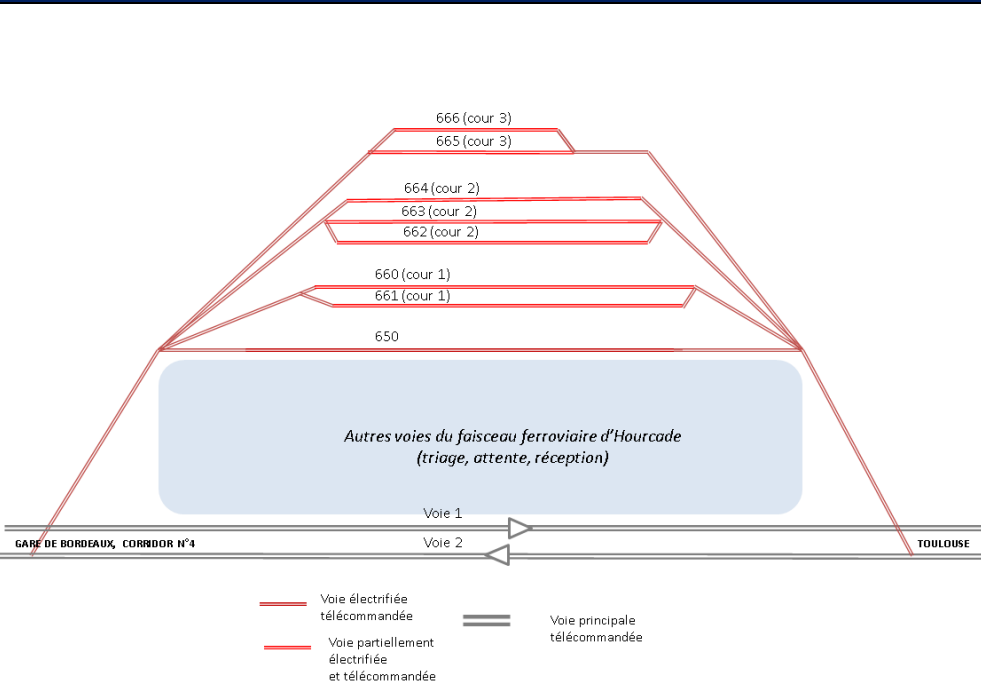 666 (cour 3)
665 (cour 3)
664 (cour 2)
663 (cour 2)
662 (cour 2)
660 (cour 1)
661 (cour 1)
650
Autres voies du faisceau ferroviaire d’Hourcade
(triage, attente, réception)
Voie 1
GARE DE BORDEAUX, CORRIDOR N°4
Voie 2
TOULOUSE
Voie électrifiée
télécommandée
Voie partiellement
électrifiée
et télécommandée
Voie principale
télécommandée